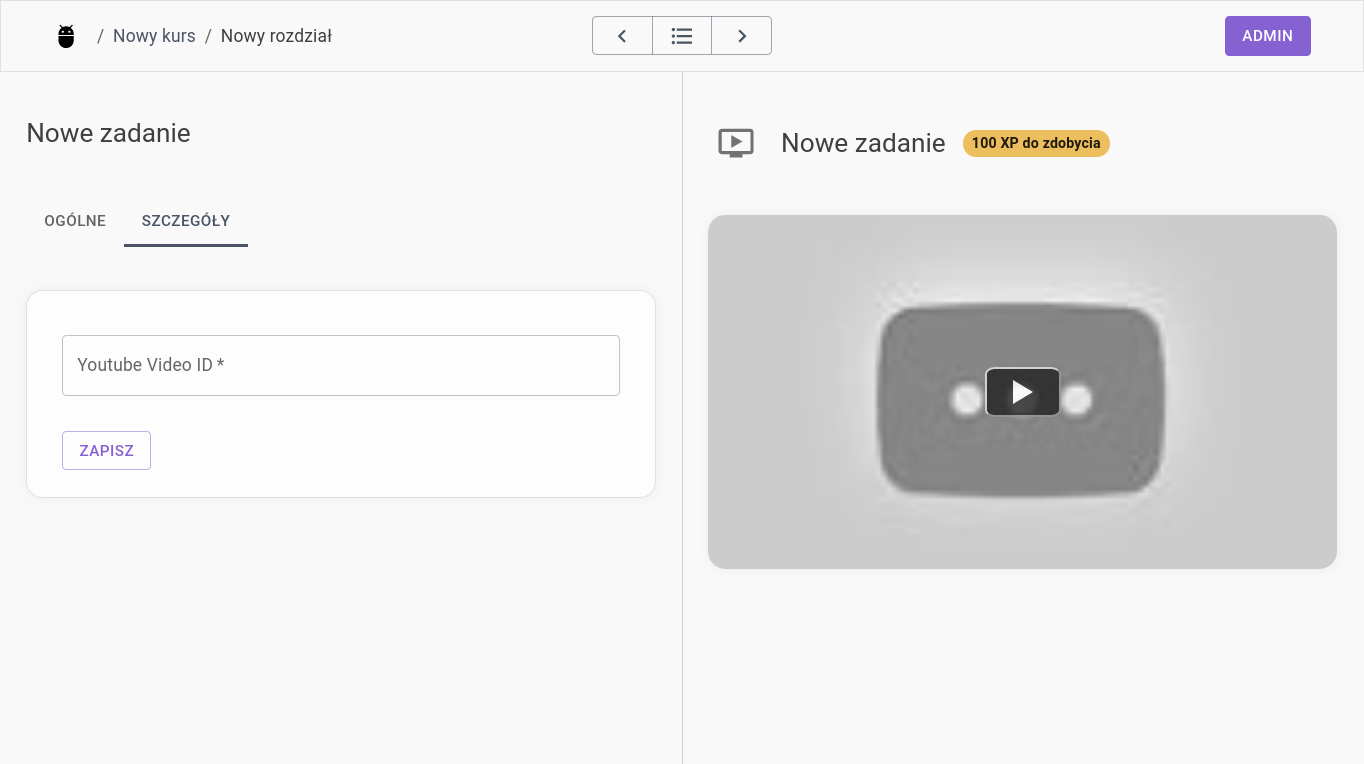 / Nowy kurs / Nowy rozdział
ADMIN
Nowe zadanie
OGÓLNE SZCZEGÓŁY
Youtube Video ID *
ZAPISZ
Nowe zadanie 100 XP do zdobycia